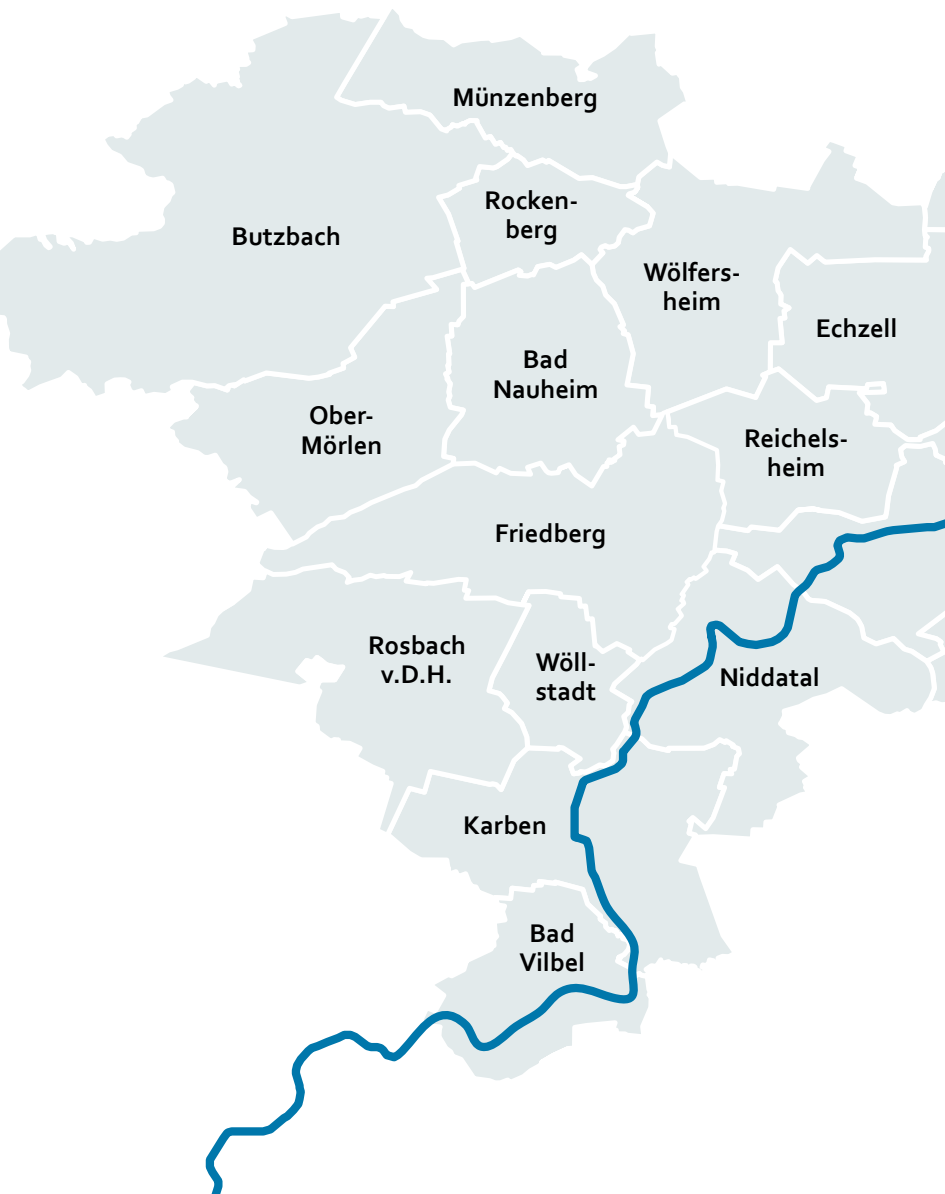 Münzenberg
Rocken-
berg
Butzbach
Wölfers-
heim
Echzell
Bad
Nauheim
Ober-
Mörlen
Reichels-
heim
Friedberg
Rosbach
v.D.H.
Wöll-
stadt
Niddatal
Karben
Bad
Vilbel